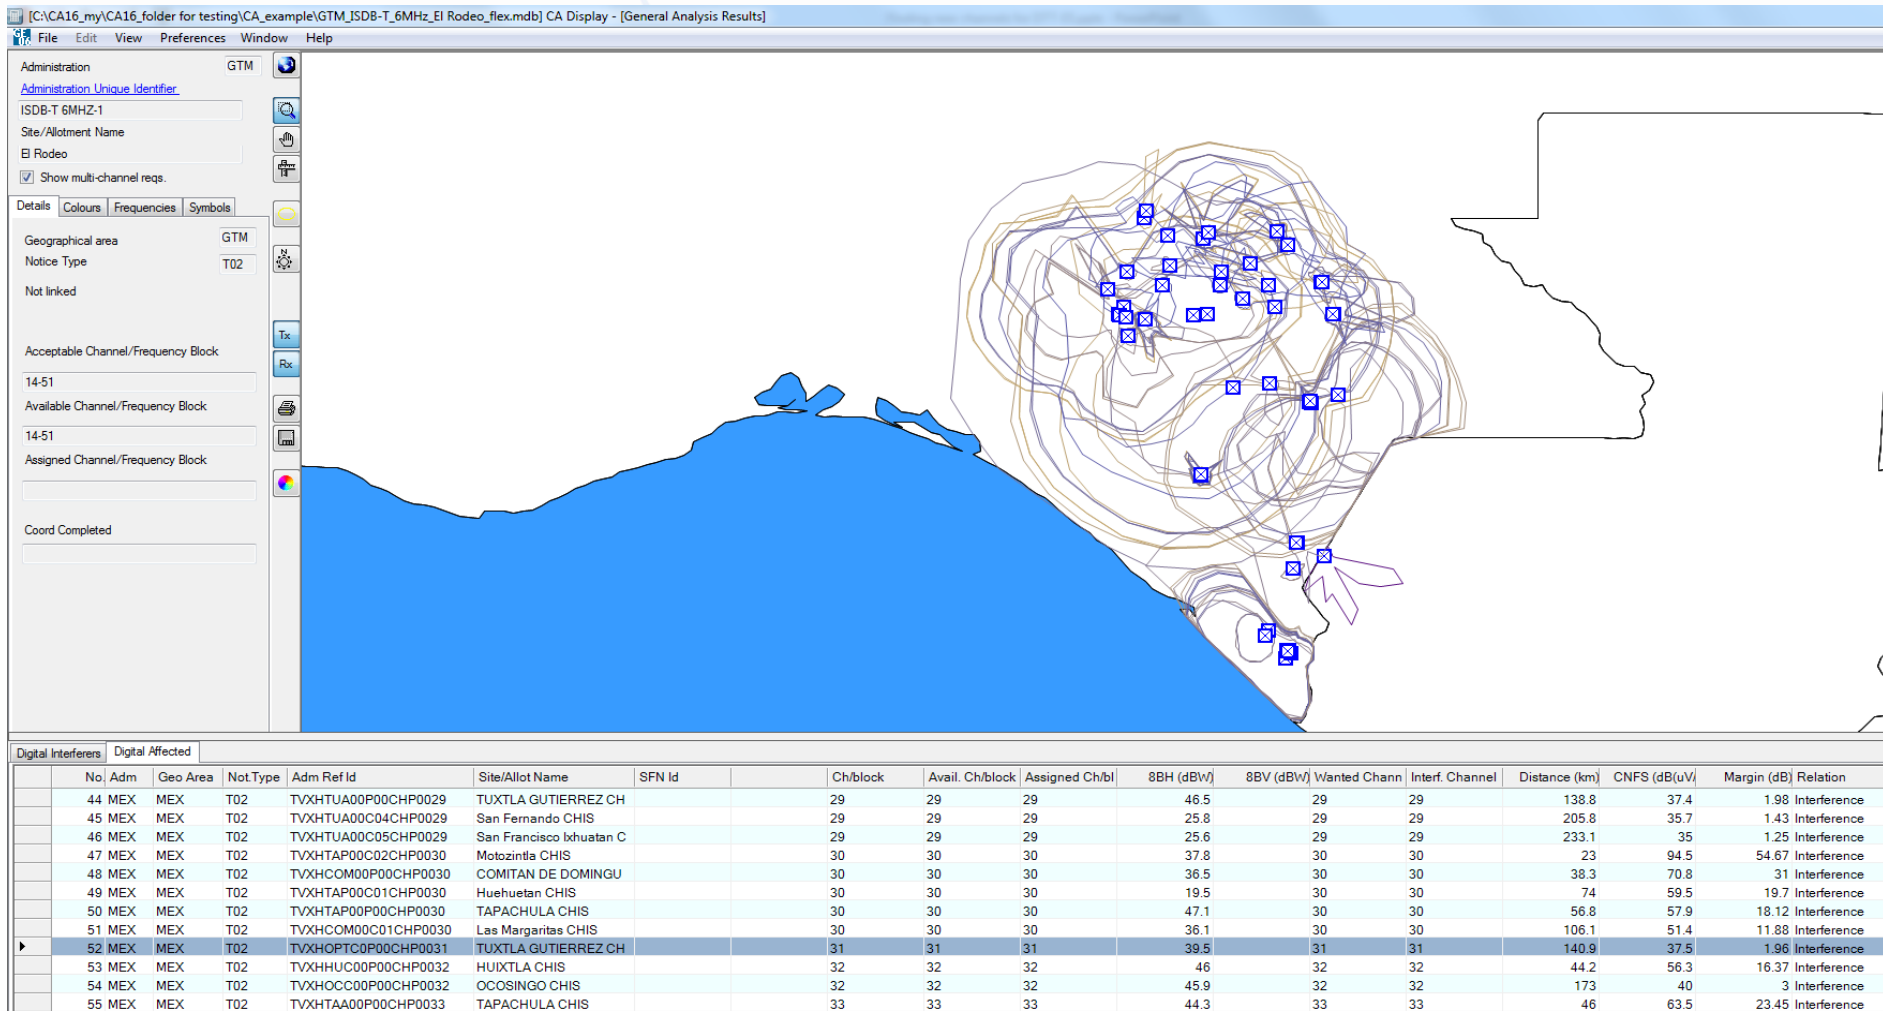 [C:\CA16_my\CA16_folder for testing\CA_example\GTM_ISDB-T_6MHz_El Rodeo_flex.mdb] CA Display - [General Analysis Results]
File Edit View Preferences Window Help
Administration GTM
Administration Unique Identifier
ISDB-T 6MHZ-1
Site/Allotment Name
El Rodeo
Show multi-channel reqs.
Details Colours Frequencies Symbols
Geographical area GTM
Notice Type T02
Not linked
Acceptable Channel/Frequency Block
14-51
Available Channel/Frequency Block
14-51
Assigned Channel/Frequency Block
Coord Completed
N
Tx
Rx
Digital Interferers Digital Affected
No. Adm Geo Area Not.Type Adm Ref Id Site/Allot Name SFN Id Ch/block Avail. Ch/block Assigned Ch/bl 8BH (dBW) 8BV (dBW) Wanted Chann Interf. Channel Distance (km) CNFS (dB(uV/ Margin (dB) Relation
44 MEX MEX T02 TVXHTUA00P00CHP0029 TUXTLA GUTIERREZ CH 29 29 29 46.5 29 29 138.8 37.4 1.98 Interference
45 MEX MEX T02 TVXHTUA00C04CHP0029 San Fernando CHIS 29 29 29 25.8 29 29 205.8 35.7 1.43 Interference
46 MEX MEX T02 TVXHTUA00C05CHP0029 San Francisco Ixhuatan C 29 29 29 25.6 29 29 233.1 35 1.25 Interference
47 MEX MEX T02 TVXHTAP00C02CHP0030 Motozintla CHIS 30 30 30 37.8 30 30 23 94.5 54.67 Interference
48 MEX MEX T02 TVXHCOM00P00CHP0030 COMITAN DE DOMINGU 30 30 30 36.5 30 30 38.3 70.8 31 Interference
49 MEX MEX T02 TVXHTAP00C01CHP0030 Huehuetan CHIS 30 30 30 19.5 30 30 74 59.5 19.7 Interference
50 MEX MEX T02 TVXHTAP00P00CHP0030 TAPACHULA CHIS 30 30 30 47.1 30 30 56.8 57.9 18.12 Interference
51 MEX MEX T02 TVXHCOM00C01CHP0030 Las Margaritas CHIS 30 30 30 36.1 30 30 106.1 51.4 11.88 Interference
52 MEX MEX T02 TVXHOPTC0P00CHP0031 TUXTLA GUTIERREZ CH 31 31 31 39.5 31 31 140.9 37.5 1.96 Interference
53 MEX MEX T02 TVXHHUC00P00CHP0032 HUIXTLA CHIS 32 32 32 46 32 32 44.2 56.3 16.37 Interference
54 MEX MEX T02 TVXHOCC00P00CHP0032 OCOSINGO CHIS 32 32 32 45.9 32 32 173 40 3 Interference
55 MEX MEX T02 TVXHTAA00P00CHP0033 TAPACHULA CHIS 33 33 33 44.3 33 33 46 63.5 23.45 Interference